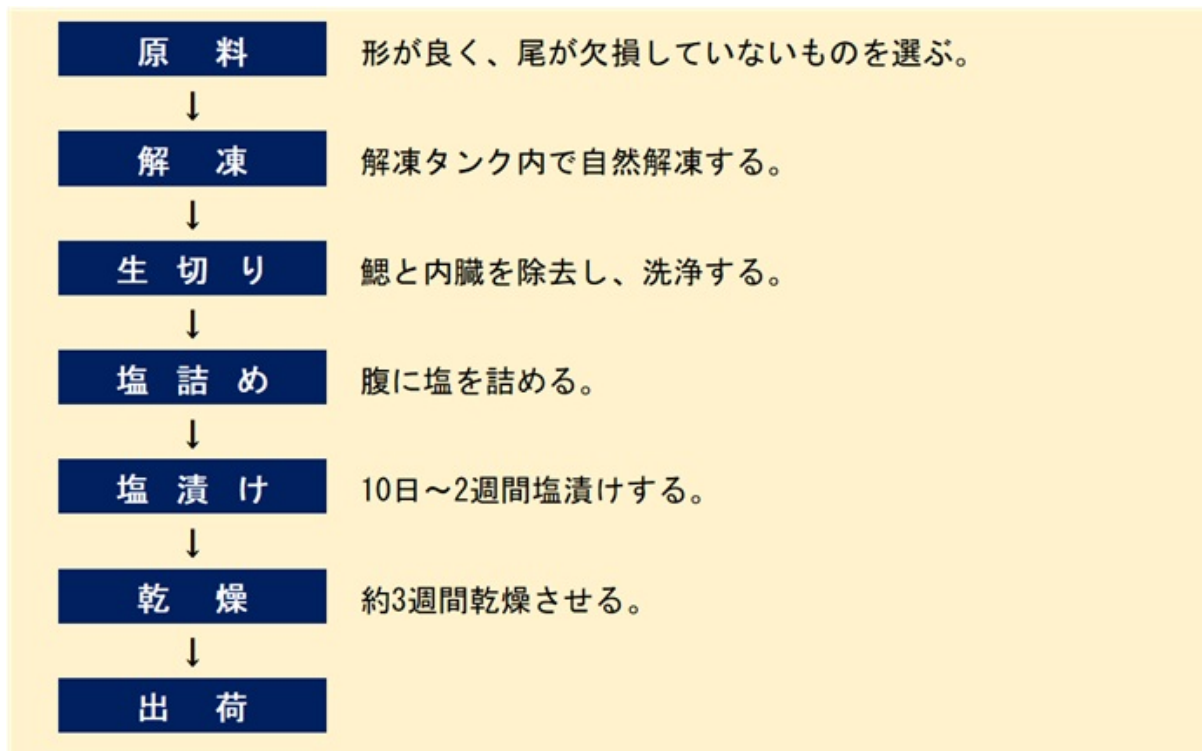 原料 形が良く、尾が欠損していないものを選ぶ。
↓
解凍 解凍タンク内で自然解凍する。
↓
生切り 鰓と内臓を除去し、洗浄する。
↓
塩詰め 腹に塩を詰める。
↓
塩漬け 10日～2週間塩漬けする。
↓
乾燥 約3週間乾燥させる。
↓
出荷